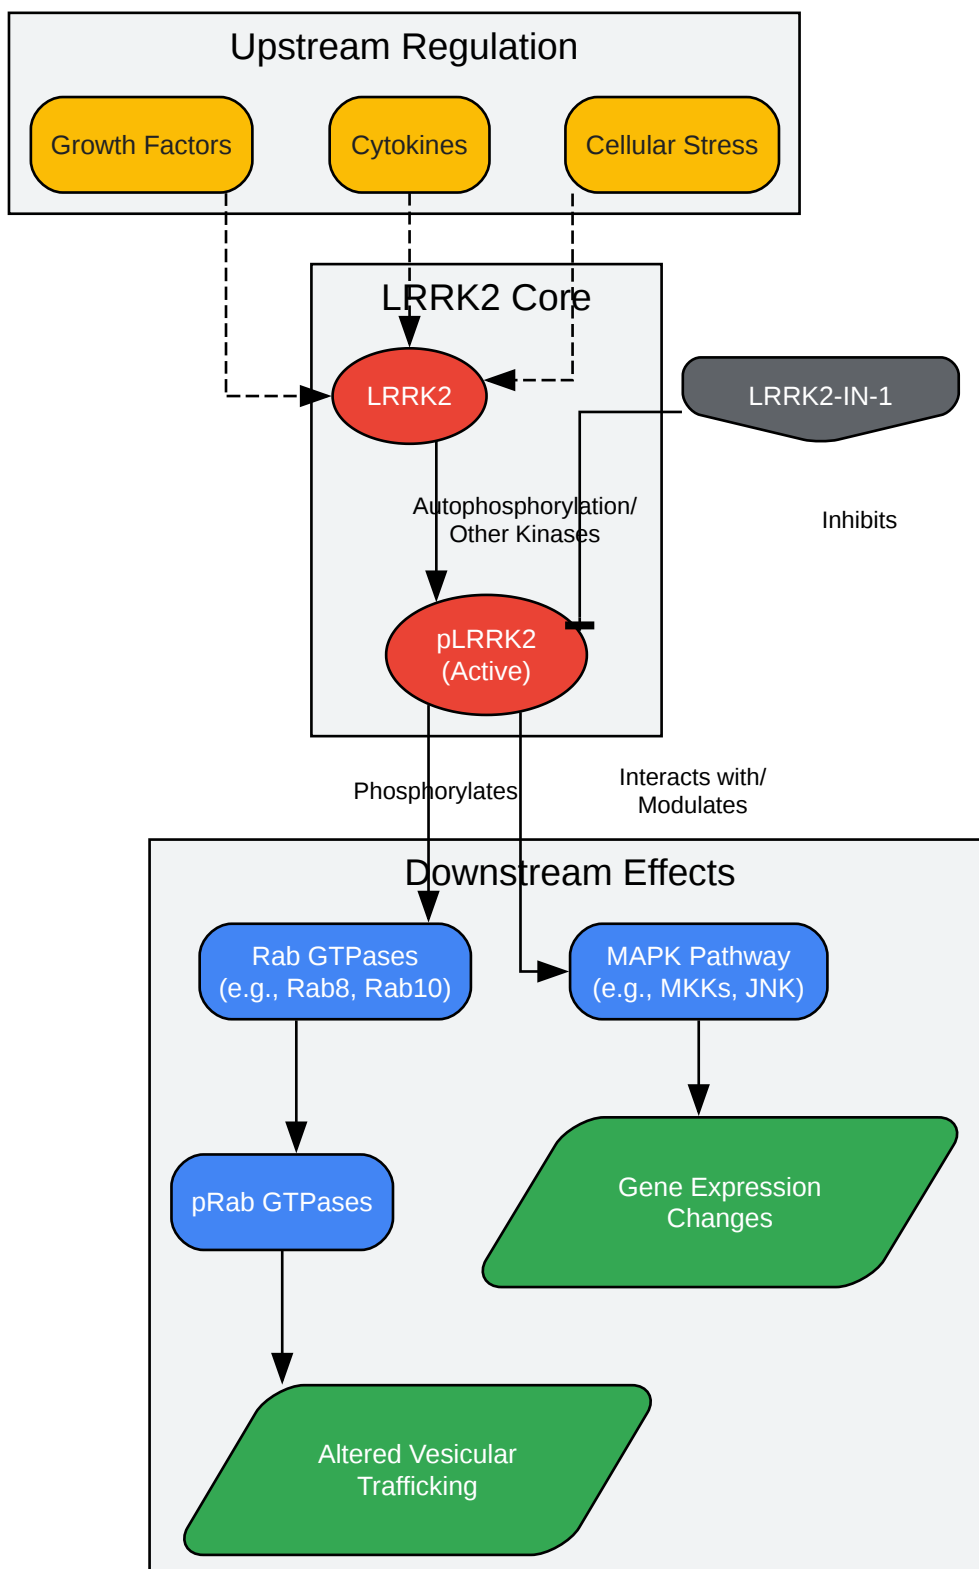 Upstream Regulation
Growth Factors
Cytokines
Cellular Stress
LRRK2 Core
LRRK2
LRRK2-IN-1
Autophosphorylation/
Other Kinases
Inhibits
pLRRK2
(Active)
Phosphorylates
Interacts with/
Modulates
Downstream Effects
Rab GTPases
(e.g., Rab8, Rab10)
MAPK Pathway
(e.g., MKKs, JNK)
pRab GTPases
Gene Expression
Changes
Altered Vesicular
Trafficking